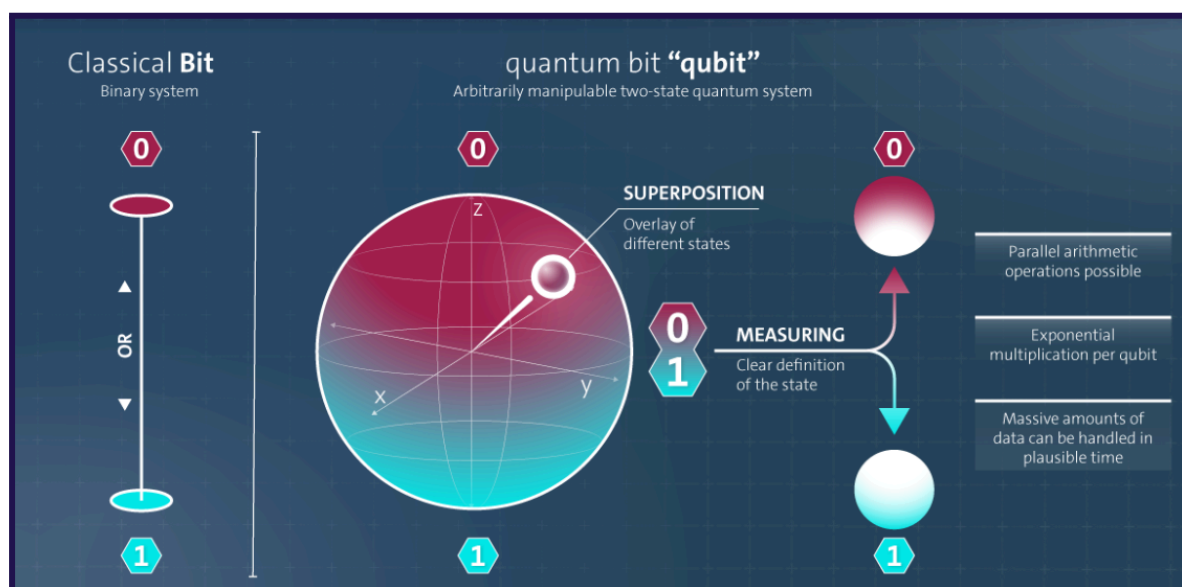 Classical Bit
Binary system
0
OR
1
quantum bit “qubit”
Arbitrarily manipulable two-state quantum system
0
z
x
y
1
SUPERPOSITION
Overlay of
different states
0
1
MEASURING
Clear definition
of the state
0
1
Parallel arithmetic
operations possible
Exponential
multiplication per qubit
Massive amounts of
data can be handled in
plausible time